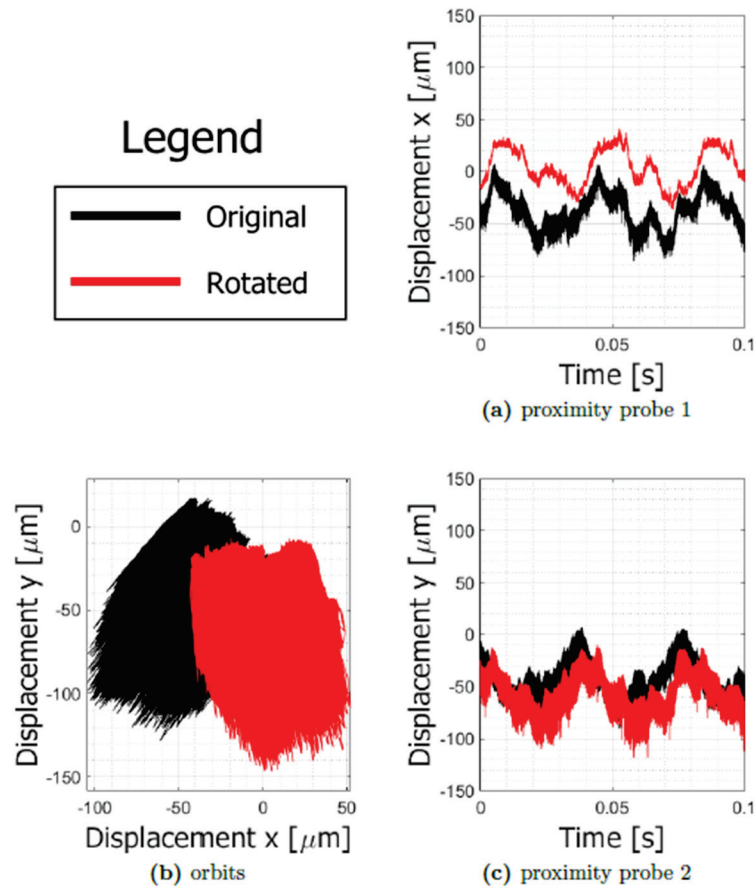 Legend
Original
Rotated
Displacement x [μm]
150
100
50
0
-50
-100
-150
0
0.05
0.1
Time [s]
(a) proximity probe 1
Displacement y [μm]
0
-50
-100
-150
-100
-50
0
50
Displacement x [μm]
(b) orbits
Displacement y [μm]
150
100
50
0
-50
-100
-150
0
0.05
0.1
Time [s]
(c) proximity probe 2